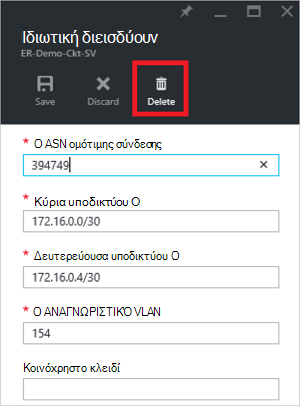 Ιδιωτική διεισδύουν
ER-Demo-Ckt-SV
Save Discard Delete
* Ο ASN ομότιμης σύνδεσης
394749
* Κύρια υποδικτύου Ο
172.16.0.0/30
* Δευτερεύουσα υποδικτύου Ο
172.16.0.4/30
* Ο ΑΝΑΓΝΩΡΙΣΤΙΚΌ VLAN
154
Κοινόχρηστο κλειδί